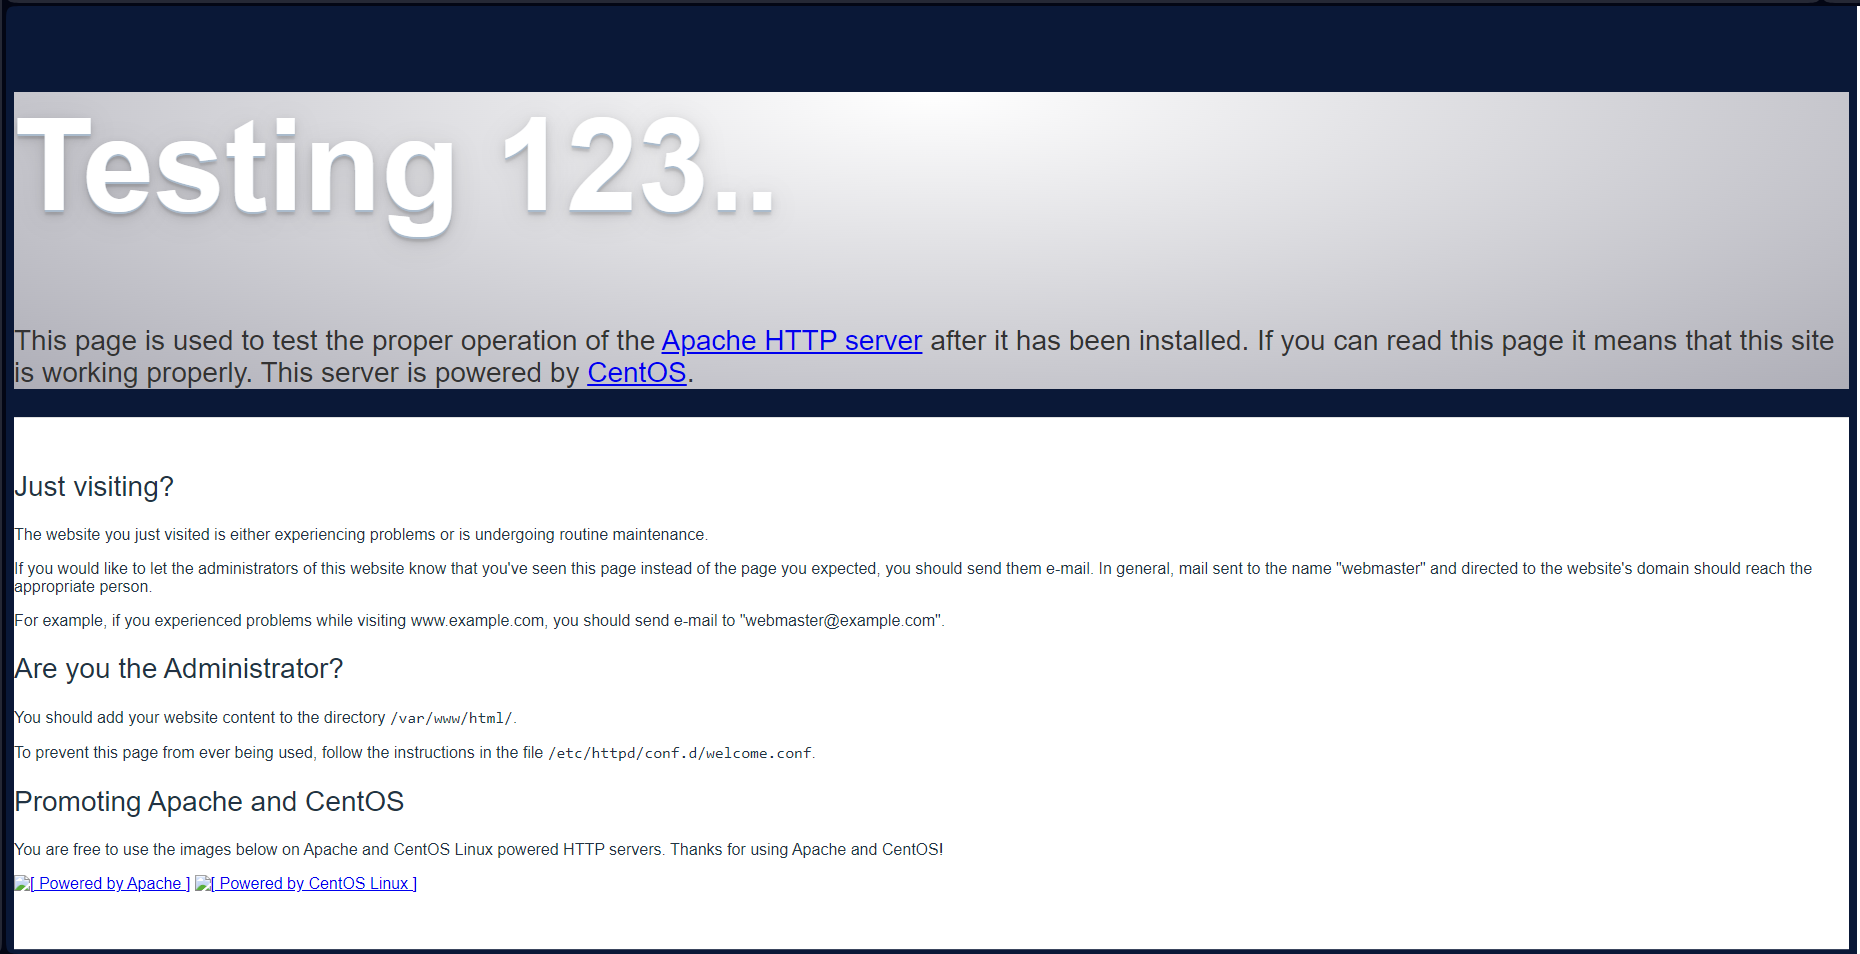 Testing 123..
This page is used to test the proper operation of the Apache HTTP server after it has been installed. If you can read this page it means that this site
is working properly. This server is powered by CentOS.
Just visiting?
The website you just visited is either experiencing problems or is undergoing routine maintenance.
If you would like to let the administrators of this website know that you've seen this page instead of the page you expected, you should send them e-mail. In general, mail sent to the name "webmaster" and directed to the website's domain should reach the
appropriate person.
For example, if you experienced problems while visiting www.example.com, you should send e-mail to "webmaster@example.com".
Are you the Administrator?
You should add your website content to the directory /var/www/html/.
To prevent this page from ever being used, follow the instructions in the file /etc/httpd/conf.d/welcome.conf.
Promoting Apache and CentOS
You are free to use the images below on Apache and CentOS Linux powered HTTP servers. Thanks for using Apache and CentOS!
[ Powered by Apache ] [ Powered by CentOS Linux ]